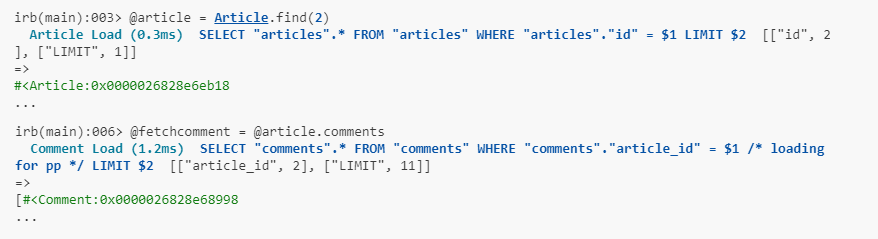 irb(main):003> @article = Article.find(2)
  Article Load (0.3ms)  SELECT "articles".* FROM "articles" WHERE "articles"."id" = $1 LIMIT $2  [["id", 2
], ["LIMIT", 1]]
=>
#<Article:0x0000026828e6eb18
...
irb(main):006> @fetchcomment = @article.comments
  Comment Load (1.2ms)  SELECT "comments".* FROM "comments" WHERE "comments"."article_id" = $1 /* loading
for pp */ LIMIT $2  [["article_id", 2], ["LIMIT", 11]]
=>
[#<Comment:0x0000026828e68998
...